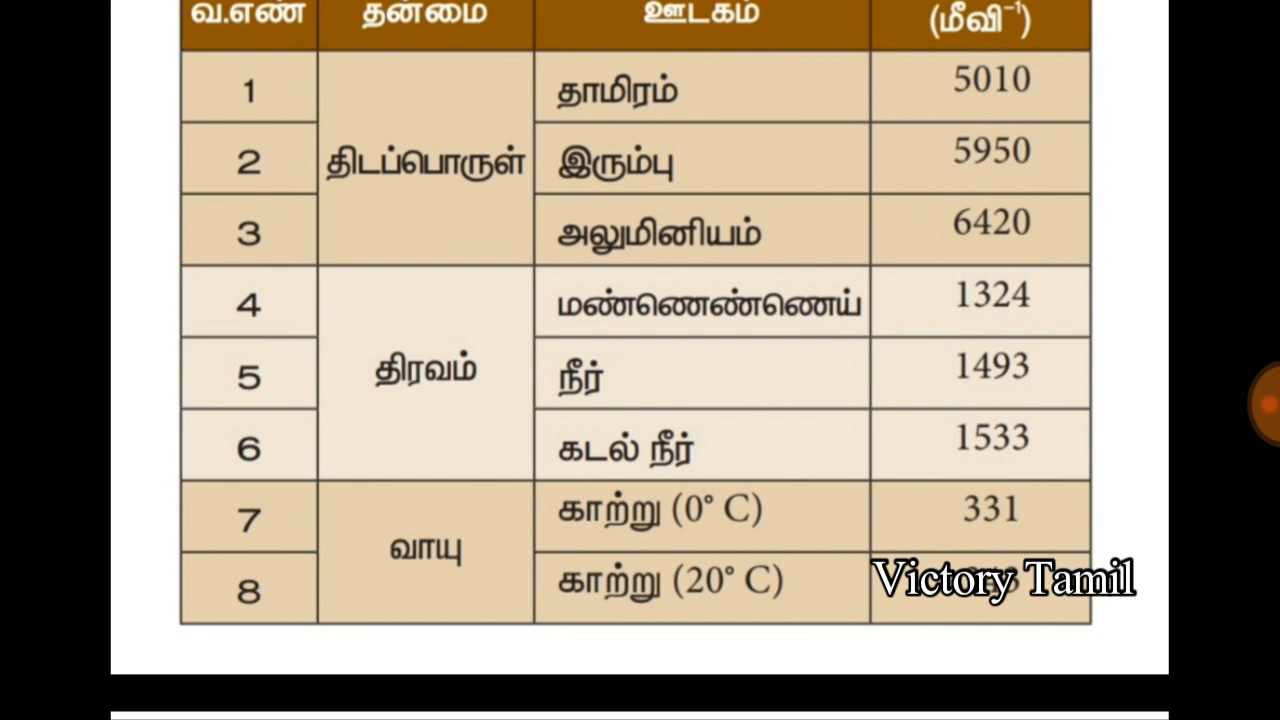 வ.எண் தன்மை ஊடகம் (மீவி⁻¹)
1 தாமிரம் 5010
2 திடப்பொருள் இரும்பு 5950
3 அலுமினியம் 6420
4 மண்ணெண்ணெய் 1324
5 திரவம் நீர் 1493
6 கடல் நீர் 1533
7 காற்று (0° C) 331
வாயு
8 காற்று (20° C)
Victory Tamil